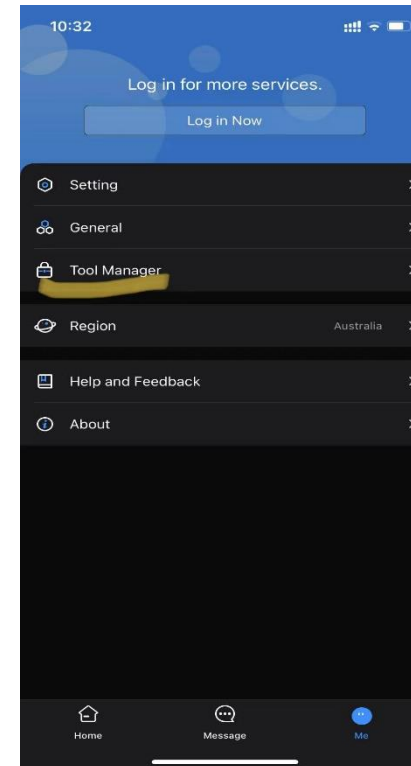 10:32
Log in for more services.
Log in Now
Setting
General
Tool Manager
Region Australia
Help and Feedback
About
Home Message Me